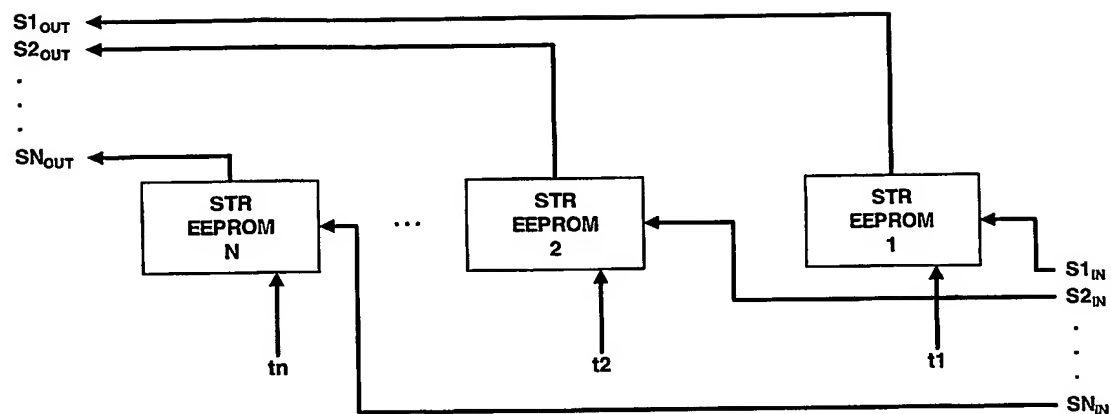 S1OUT
S2OUT
.
.
.
SNOUT
STR
EEPROM
N
...
STR
EEPROM
2
STR
EEPROM
1
S1IN
S2IN
.
.
.
SNIN
tn
t2
t1